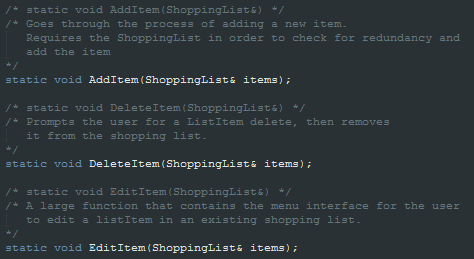 /* static void AddItem(ShoppingList&) */
/* Goes through the process of adding a new item.
Requires the ShoppingList in order to check for redundancy and
add the item
*/
static void AddItem(ShoppingList& items);
/* static void DeleteItem(ShoppingList&) */
/* Prompts the user for a ListItem delete, then removes
it from the shopping list.
*/
static void DeleteItem(ShoppingList& items);
/* static void EditItem(ShoppingList&) */
/* A large function that contains the menu interface for the user
to edit a listItem in an existing shopping list.
*/
static void EditItem(ShoppingList& items);